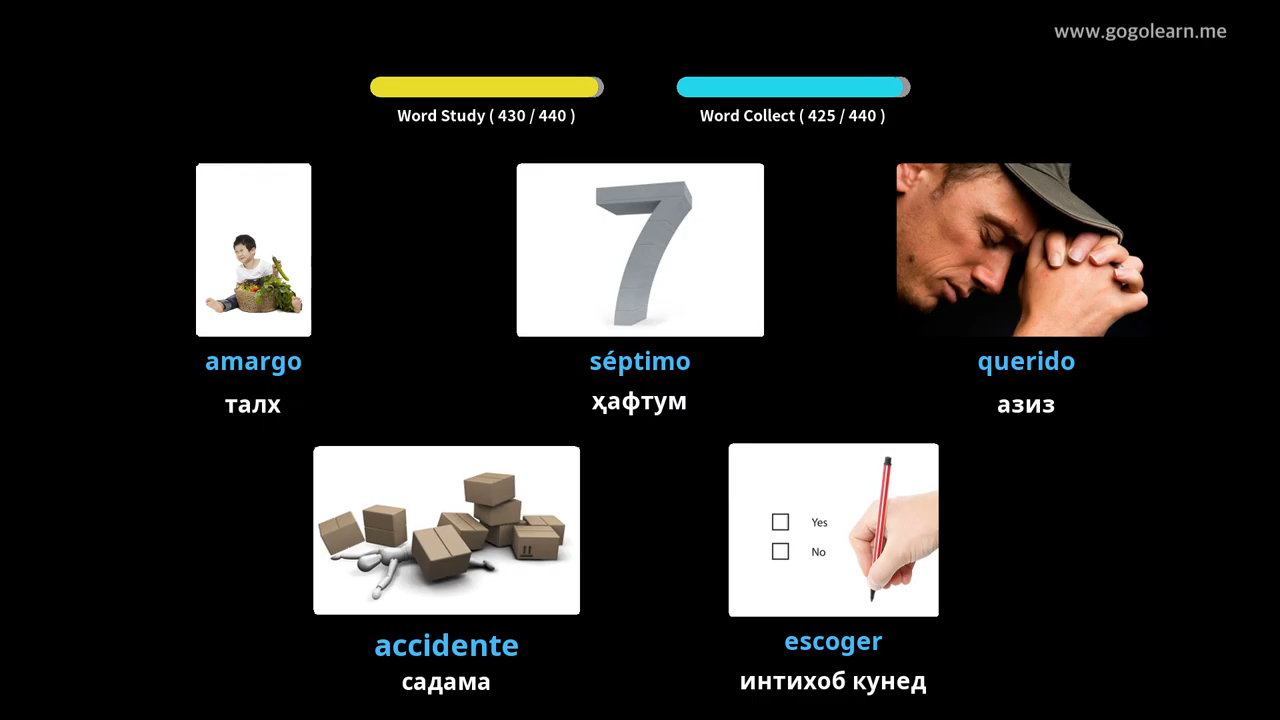 www.gogolearn.me
Word Study ( 430 / 440 )
Word Collect ( 425 / 440 )
amargo
séptimo
querido
талх
ҳафтум
азиз
Yes
No
accidente
escoger
садама
интихоб кунед